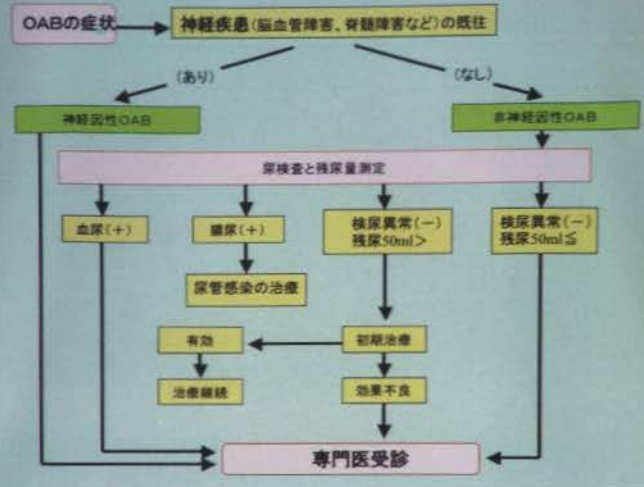 OABの症状
神経疾患(脳血管障害、脊髄障害など)の既往
(あり)
(なし)
神経因性OAB
非神経因性OAB
尿検査と残尿量測定
血尿(+)
膿尿(+)
検尿異常(ー)
残尿50ml>
検尿異常(ー)
残尿50ml≦
尿管感染の治療
有効
初期治療
治療継続
効果不良
専門医受診